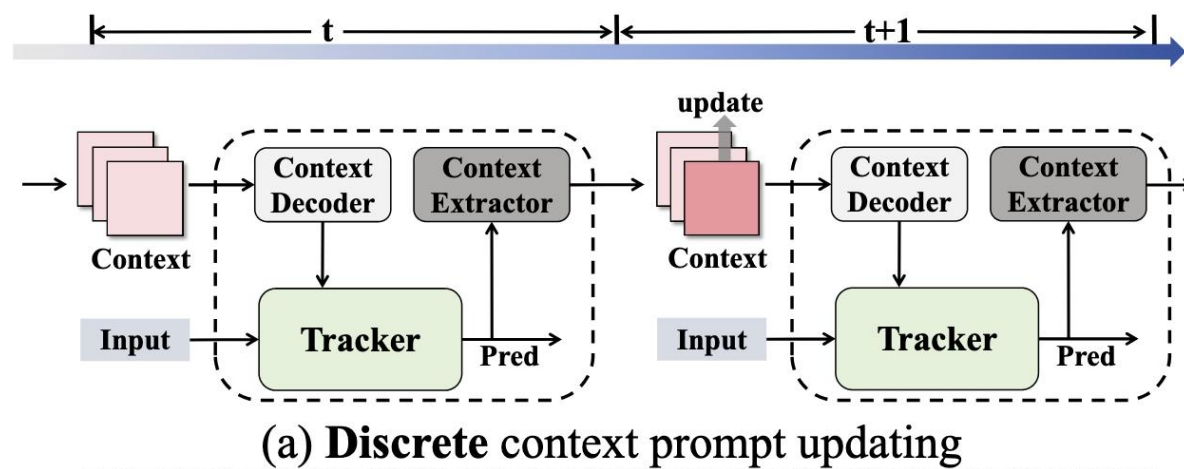 t
t+1
update
Context
Decoder
Context
Extractor
Context
Decoder
Context
Extractor
Context
Context
Input
Tracker
Pred
Input
Tracker
Pred
(a) Discrete context prompt updating